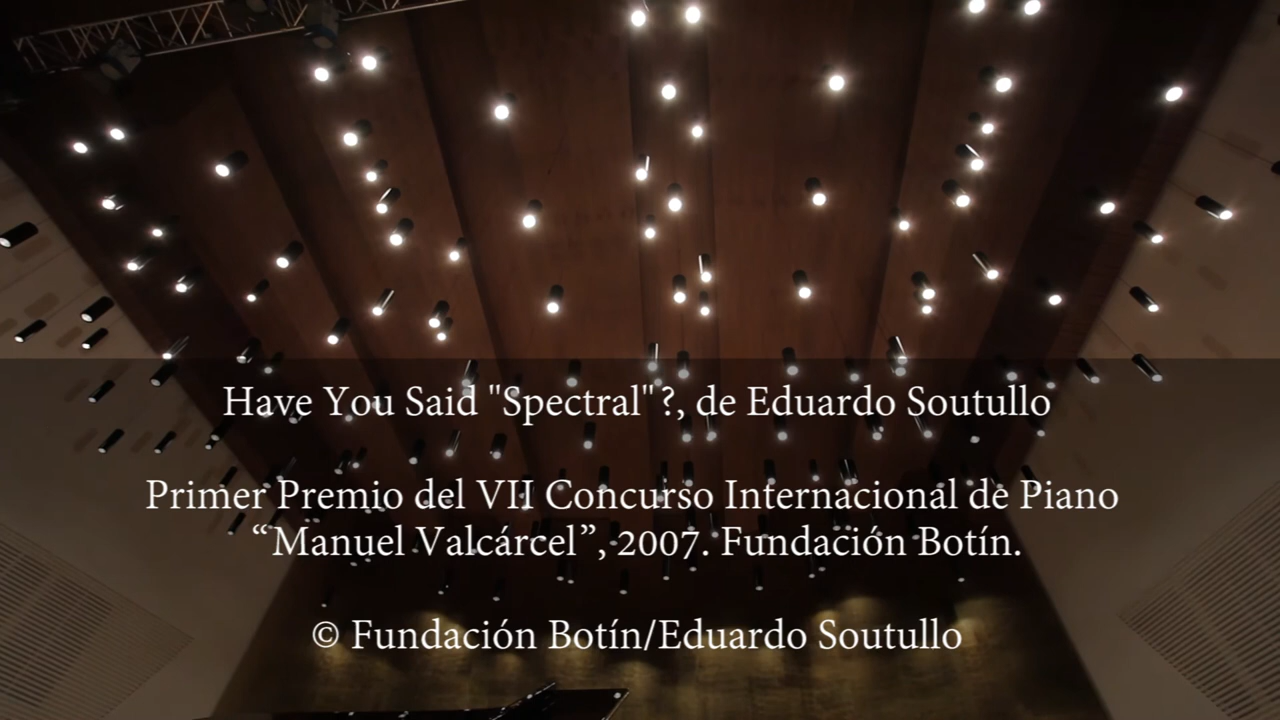 Have You Said "Spectral"?, de Eduardo Soutullo
Primer Premio del VII Concurso Internacional de Piano
“Manuel Valcárcel”, 2007. Fundación Botín.
© Fundación Botín/Eduardo Soutullo